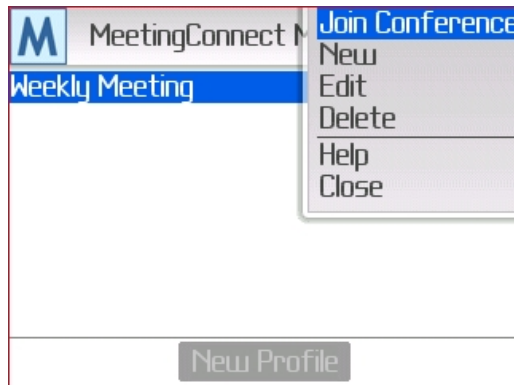 M
MeetingConnect M
Weekly Meeting
Join Conference
New
Edit
Delete
Help
Close
New Profile